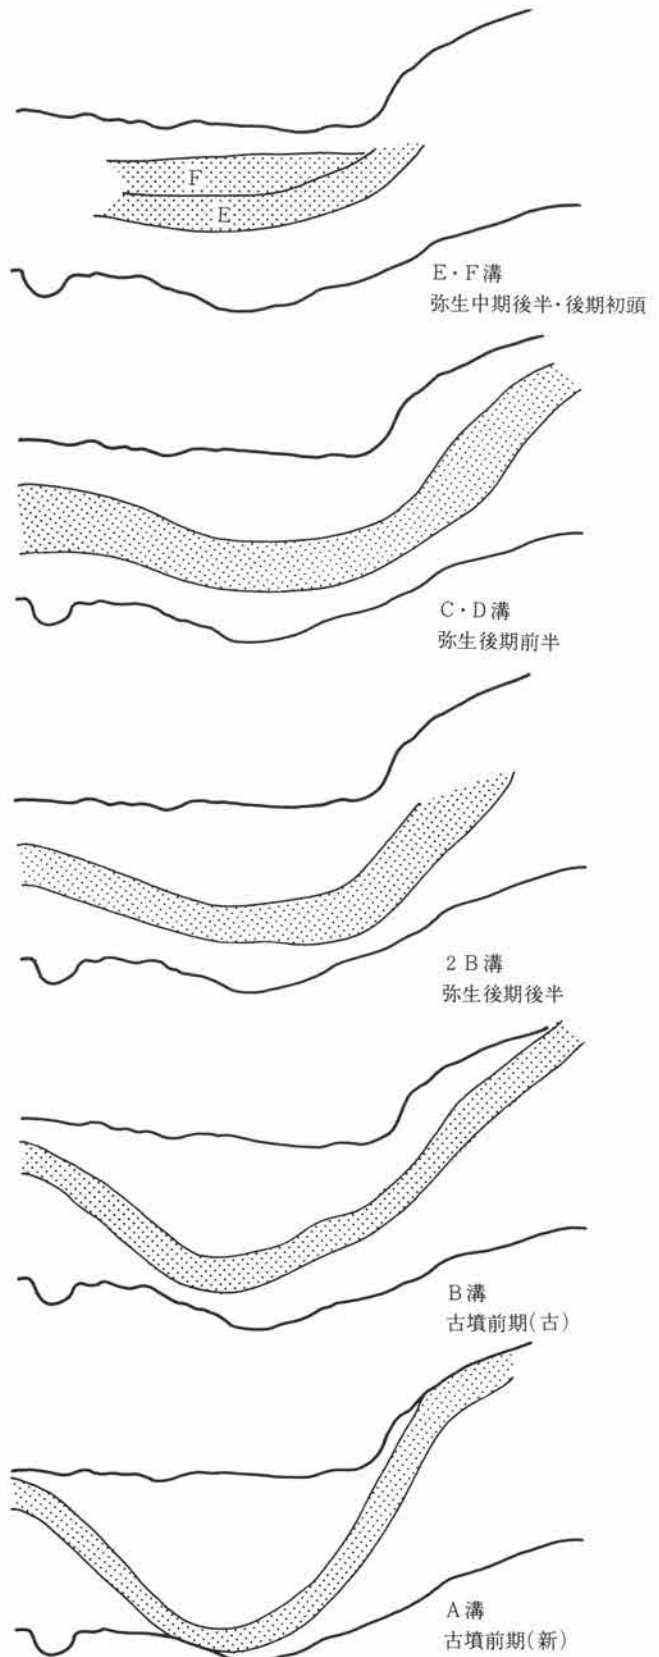 F
E
E・F溝
弥生中期後半・後期初頭
C・D溝
弥生後期前半
2B溝
弥生後期後半
B溝
古墳前期(古)
A溝
古墳前期(新)